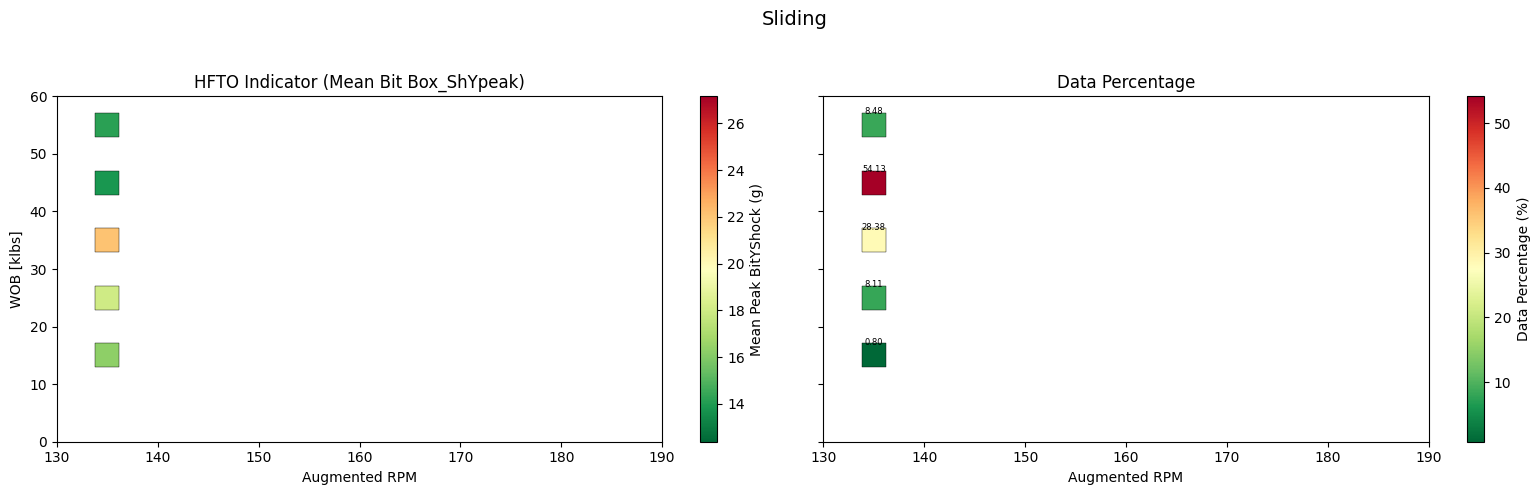 Sliding
HFTO Indicator (Mean Bit Box_ShYpeak)
60
50
40
30
20
10
0
WOB [klbs]
130 140 150 160 170 180 190
Augmented RPM
26
24
22
20
18
16
14
Mean Peak BitYShock (g)
Data Percentage
8.48
54.13
28.38
8.11
0.80
130 140 150 160 170 180 190
Augmented RPM
50
40
30
20
10
Data Percentage (%)